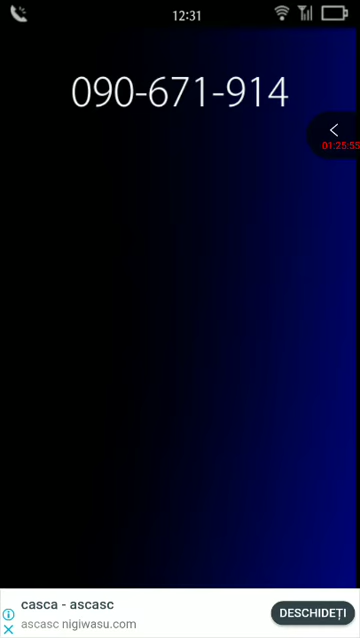 12:31
090-671-914
01:25:55
casca - ascasc
ascasc nigiwasu.com
DESCHIDEȚI